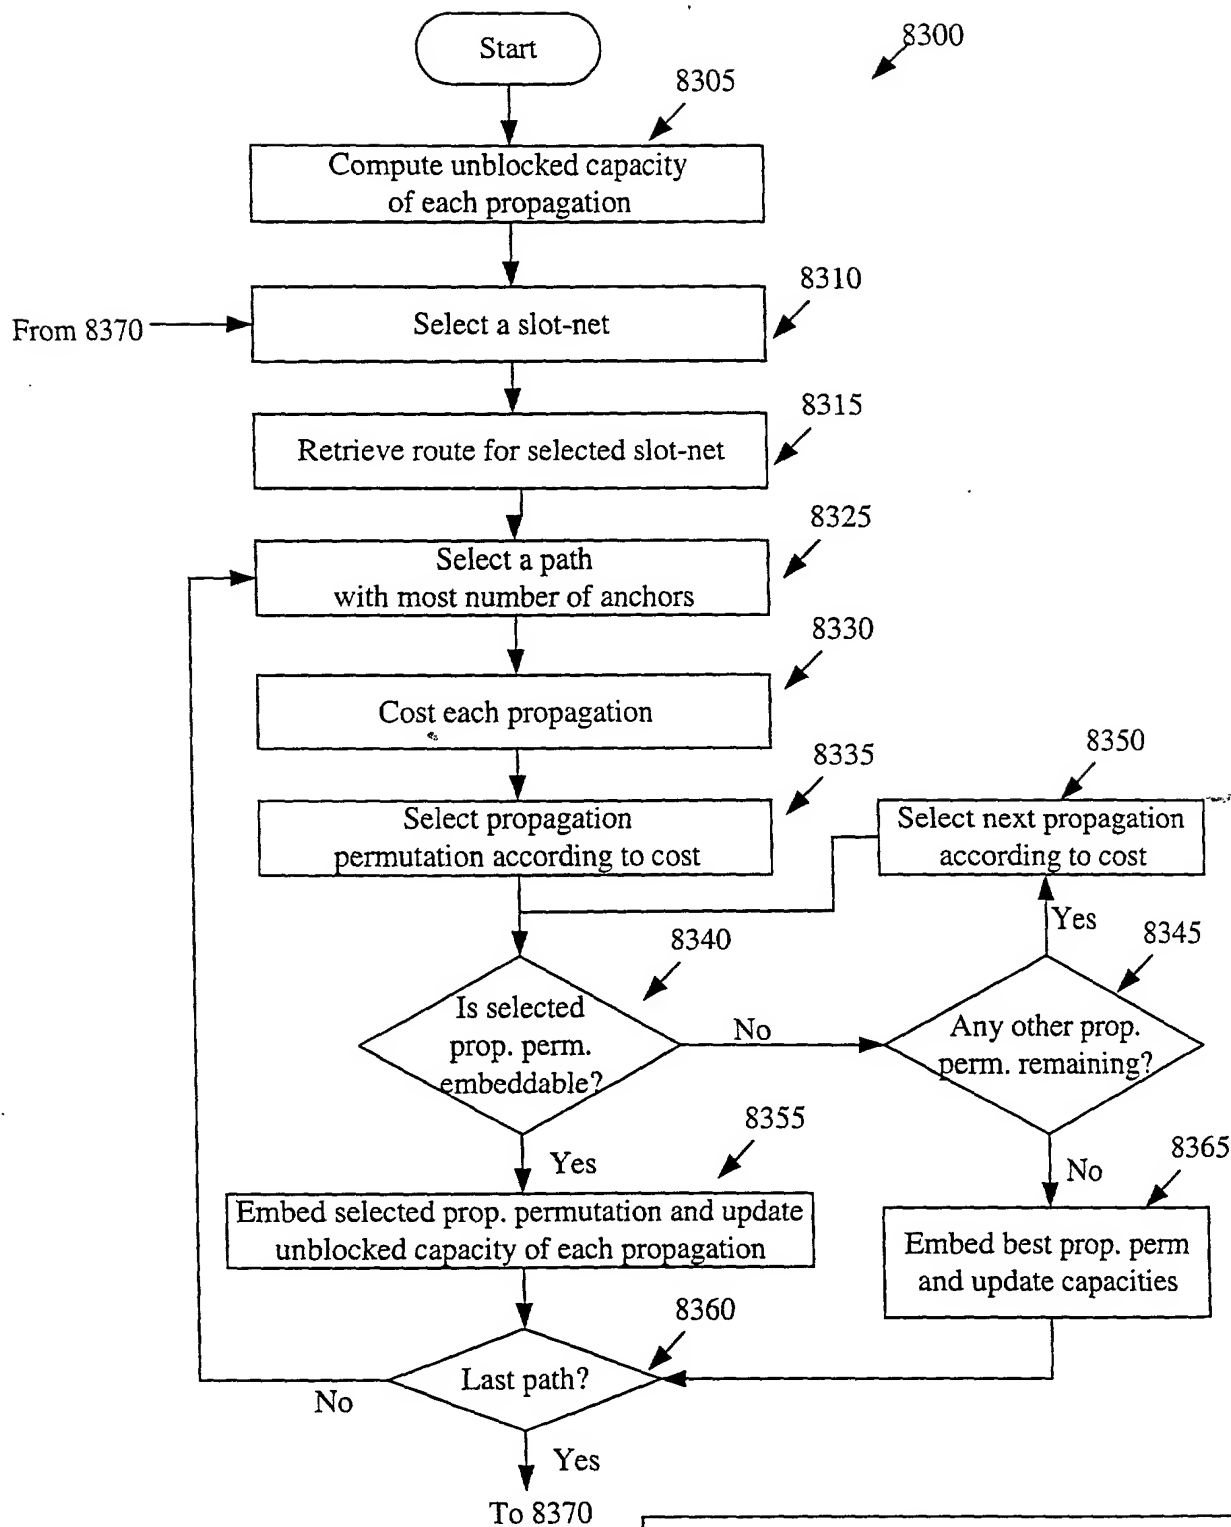 Start
8300
8305
Compute unblocked capacity
of each propagation
8310
From 8370
Select a slot-net
8315
Retrieve route for selected slot-net
8325
Select a path
with most number of anchors
8330
Cost each propagation
8335
Select propagation
permutation according to cost
8350
Select next propagation
according to cost
Yes
8340
8345
Is selected
prop. perm.
embeddable?
No
Any other prop.
perm. remaining?
8355
Yes
No
8365
Embed selected prop. permutation and update
unblocked capacity of each propagation
Embed best prop. perm
and update capacities
8360
Last path?
No
Yes
To 8370